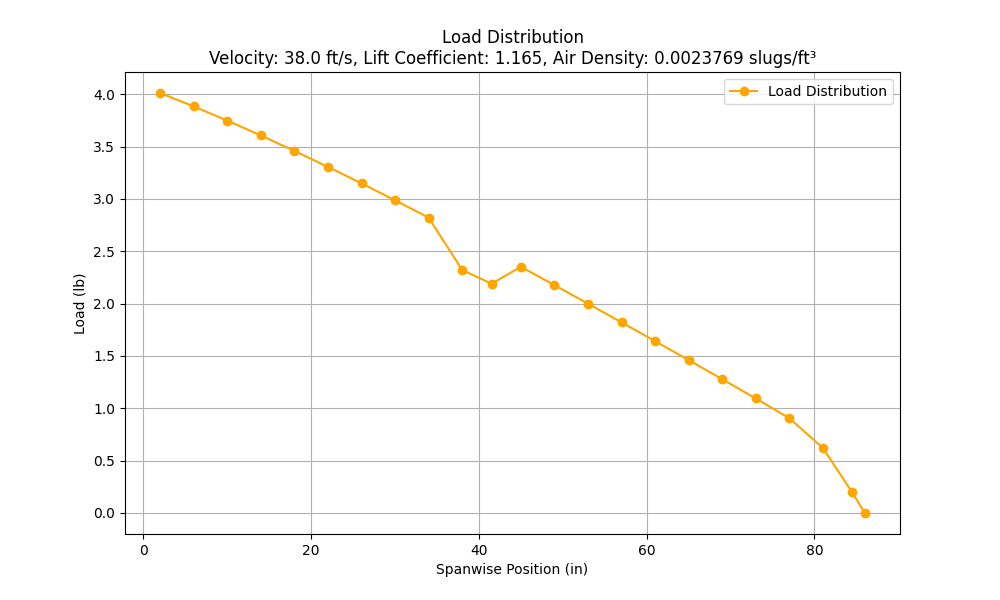 Load Distribution
Velocity: 38.0 ft/s, Lift Coefficient: 1.165, Air Density: 0.0023769 slugs/ft³
Load Distribution
4.0
3.5
3.0
2.5
2.0
1.5
1.0
0.5
0.0
Load (lb)
0 20 40 60 80
Spanwise Position (in)